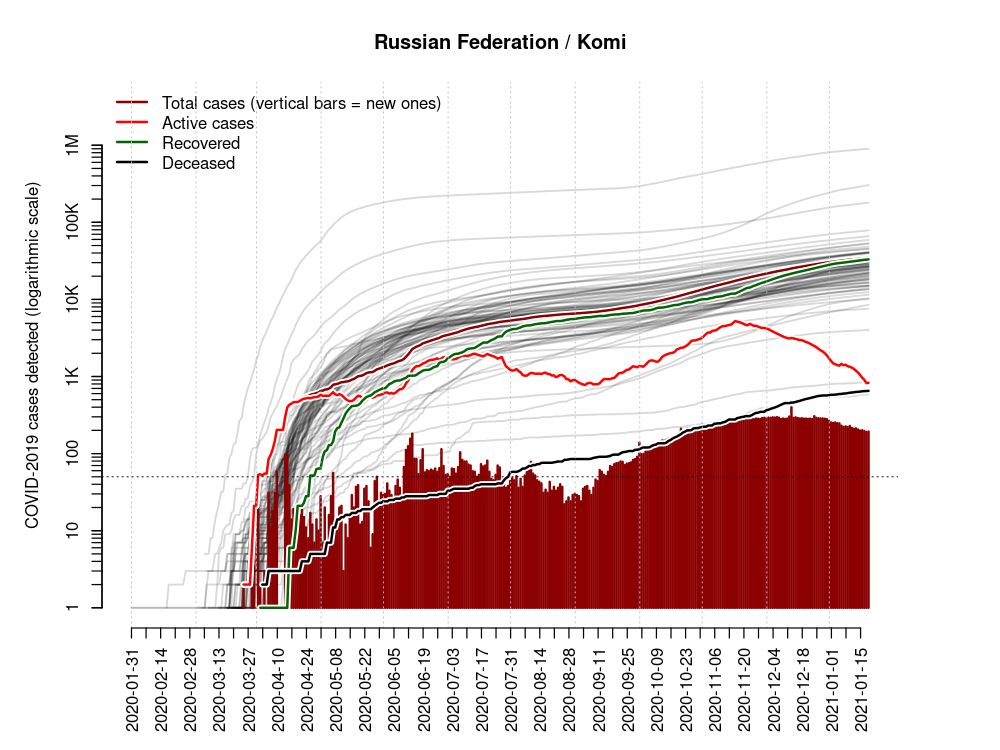 Russian Federation / Komi
Total cases (vertical bars = new ones)
Active cases
Recovered
Deceased
COVID-2019 cases detected (logarithmic scale)
1M
100K
10K
1K
100
10
1
2020-01-31
2020-02-14
2020-02-28
2020-03-13
2020-03-27
2020-04-10
2020-04-24
2020-05-08
2020-05-22
2020-06-05
2020-06-19
2020-07-03
2020-07-17
2020-07-31
2020-08-14
2020-08-28
2020-09-11
2020-09-25
2020-10-09
2020-10-23
2020-11-06
2020-11-20
2020-12-04
2020-12-18
2021-01-01
2021-01-15